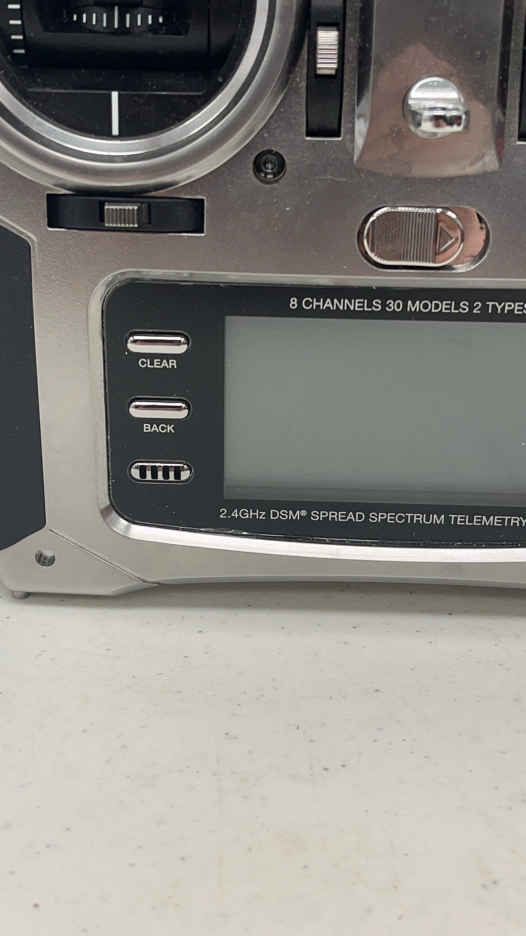 8 CHANNELS 30 MODELS 2 TYPES
CLEAR
BACK
2.4GHz DSM® SPREAD SPECTRUM TELEMETRY